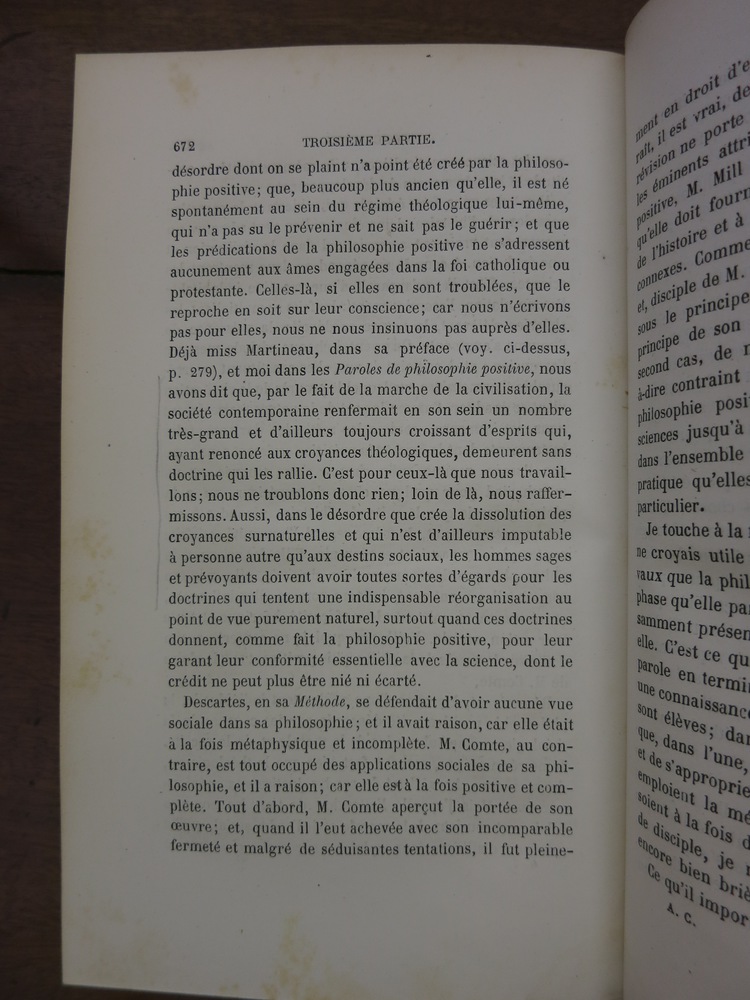 672 TROISIÈME PARTIE.
désordre dont on se plaint n'a point été créé par la philoso-
phie positive; que, beaucoup plus ancien qu'elle, il est né
spontanément au sein du régime théologique lui-même,
qui n'a pas su le prévenir et ne sait pas le guérir; et que
les prédications de la philosophie positive ne s'adressent
aucunement aux âmes engagées dans la foi catholique ou
protestante. Celles-là, si elles en sont troublées, que le
reproche en soit sur leur conscience; car nous n'écrivons
pas pour elles, nous ne nous insinuons pas auprès d'elles.
Déjà miss Martineau, dans sa préface (voy. ci-dessus,
p. 279), et moi dans les Paroles de philosophie positive, nous
avons dit que, par le fait de la marche de la civilisation, la
société contemporaine renfermait en son sein un nombre
très-grand et d'ailleurs toujours croissant d'esprits qui,
ayant renoncé aux croyances théologiques, demeurent sans
doctrine qui les rallie. C'est pour ceux-là que nous travail-
lons; nous ne troublons donc rien; loin de là, nous raffer-
missons. Aussi, dans le désordre que crée la dissolution des
croyances surnaturelles et qui n'est d'ailleurs imputable
à personne autre qu'aux destins sociaux, les hommes sages
et prévoyants doivent avoir toutes sortes d'égards pour les
doctrines qui tentent une indispensable réorganisation au
point de vue purement naturel, surtout quand ces doctrines
donnent, comme fait la philosophie positive, pour leur
garant leur conformité essentielle avec la science, dont le
crédit ne peut plus être nié ni écarté.
Descartes, en sa Méthode, se défendait d'avoir aucune vue
sociale dans sa philosophie; et il avait raison, car elle était
à la fois métaphysique et incomplète. M. Comte, au con-
traire, est tout occupé des applications sociales de sa phi-
losophie, et il a raison; car elle est à la fois positive et com-
plète. Tout d'abord, M. Comte aperçut la portée de son
œuvre; et, quand il l'eut achevée avec son incomparable
fermeté et malgré de séduisantes tentations, il fut pleine-
ment en droit d'e
rait, il est vrai, de
révision ne porte
les éminents attri
positive, M. Mill
qu'elle doit fourn
de l'histoire et à
connexes. Comme
et, disciple de M.
sous le principe
principe de son
second cas, de
à-dire contraint
philosophie posi
sciences jusqu'à
dans l'ensemble
pratique qu'elles
particulier.
Je touche à la
ne croyais utile
vaux que la phil
phase qu'elle pa
samment présen
elle. C'est ce qu
parole en termi
une connaissance
sont élèves; da
que, dans l'une,
et de s'approprie
emploient la mé
soient à la fois d
de disciple, je
encore bien briè
Ce qu'il impor
A. C.